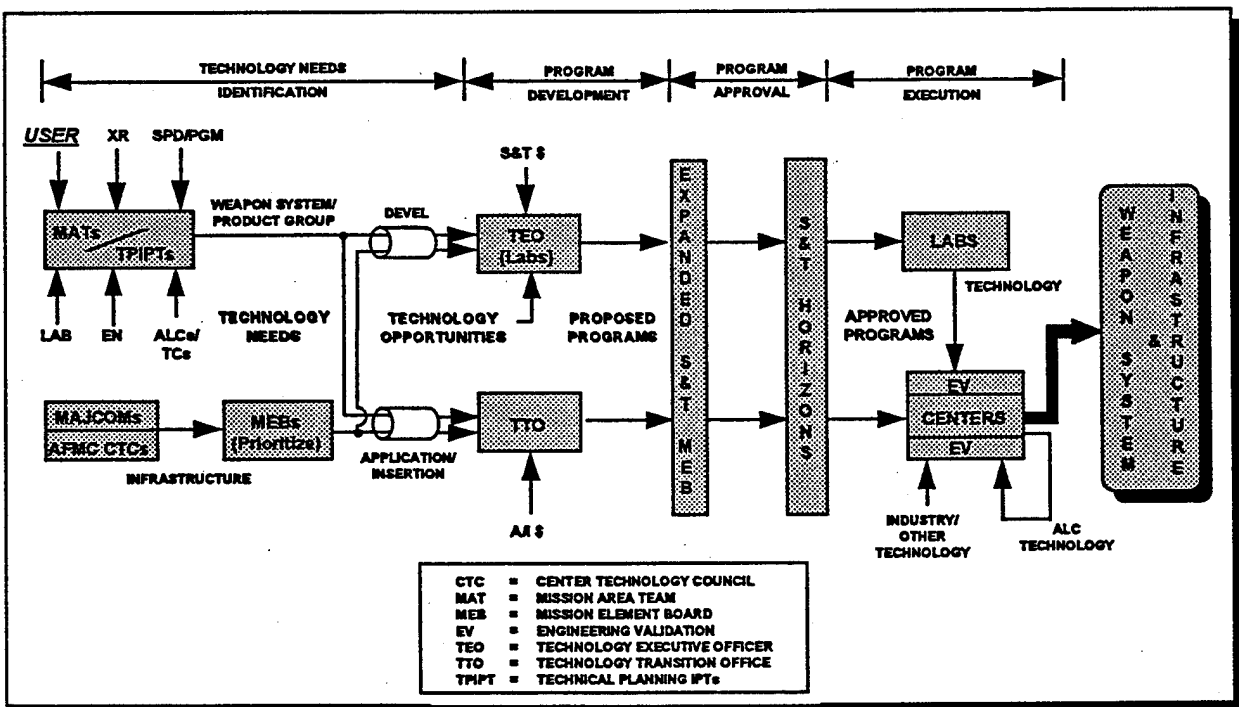 TECHNOLOGY NEEDS
IDENTIFICATION
PROGRAM
DEVELOPMENT
PROGRAM
APPROVAL
PROGRAM
EXECUTION
USER
XR
SPD/PGM
S&T $
WEAPON SYSTEM/
PRODUCT GROUP
DEVEL
MATs
TPIPTs
TEO
(Labs)
EXPANDED S&T MEB
S&T HORIZONS
LABS
WEAPON SYSTEM
&
INFRASTRUCTURE
LAB
EN
ALCs/
TCs
TECHNOLOGY
NEEDS
TECHNOLOGY
OPPORTUNITIES
PROPOSED
PROGRAMS
TECHNOLOGY
APPROVED
PROGRAMS
MAJCOMs
AFMC CTCs
MEBs
(Prioritize)
TTO
EV
CENTERS
EV
INFRASTRUCTURE
APPLICATION/
INSERTION
A/I $
INDUSTRY/
OTHER
TECHNOLOGY
ALC
TECHNOLOGY
CTC = CENTER TECHNOLOGY COUNCIL
MAT = MISSION AREA TEAM
MEB = MISSION ELEMENT BOARD
EV = ENGINEERING VALIDATION
TEO = TECHNOLOGY EXECUTIVE OFFICER
TTO = TECHNOLOGY TRANSITION OFFICE
TPIPT = TECHNICAL PLANNING IPTs